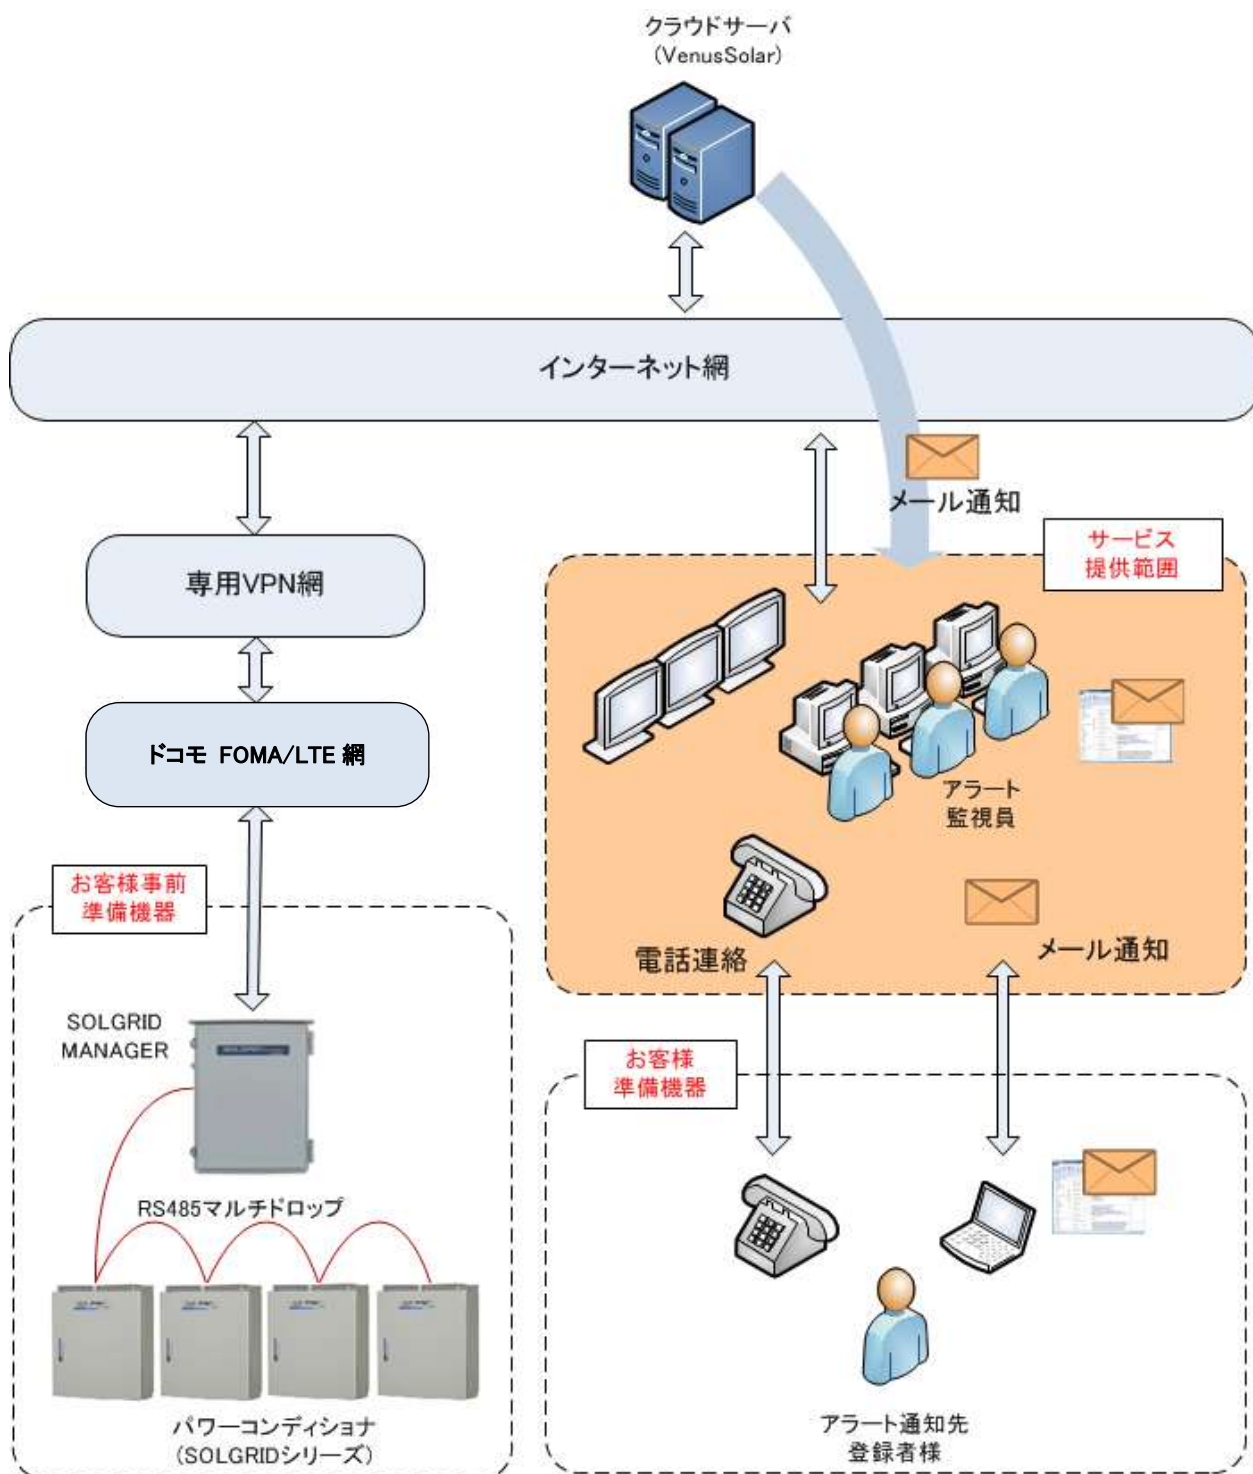 クラウドサーバ
(VenusSolar)
インターネット網
メール通知
サービス
提供範囲
専用VPN網
ドコモ FOMA/LTE 網
アラート
監視員
お客様事前
準備機器
電話連絡
メール通知
SOLGRID
MANAGER
お客様
準備機器
RS485マルチドロップ
パワーコンディショナ
(SOLGRIDシリーズ)
アラート通知先
登録者様